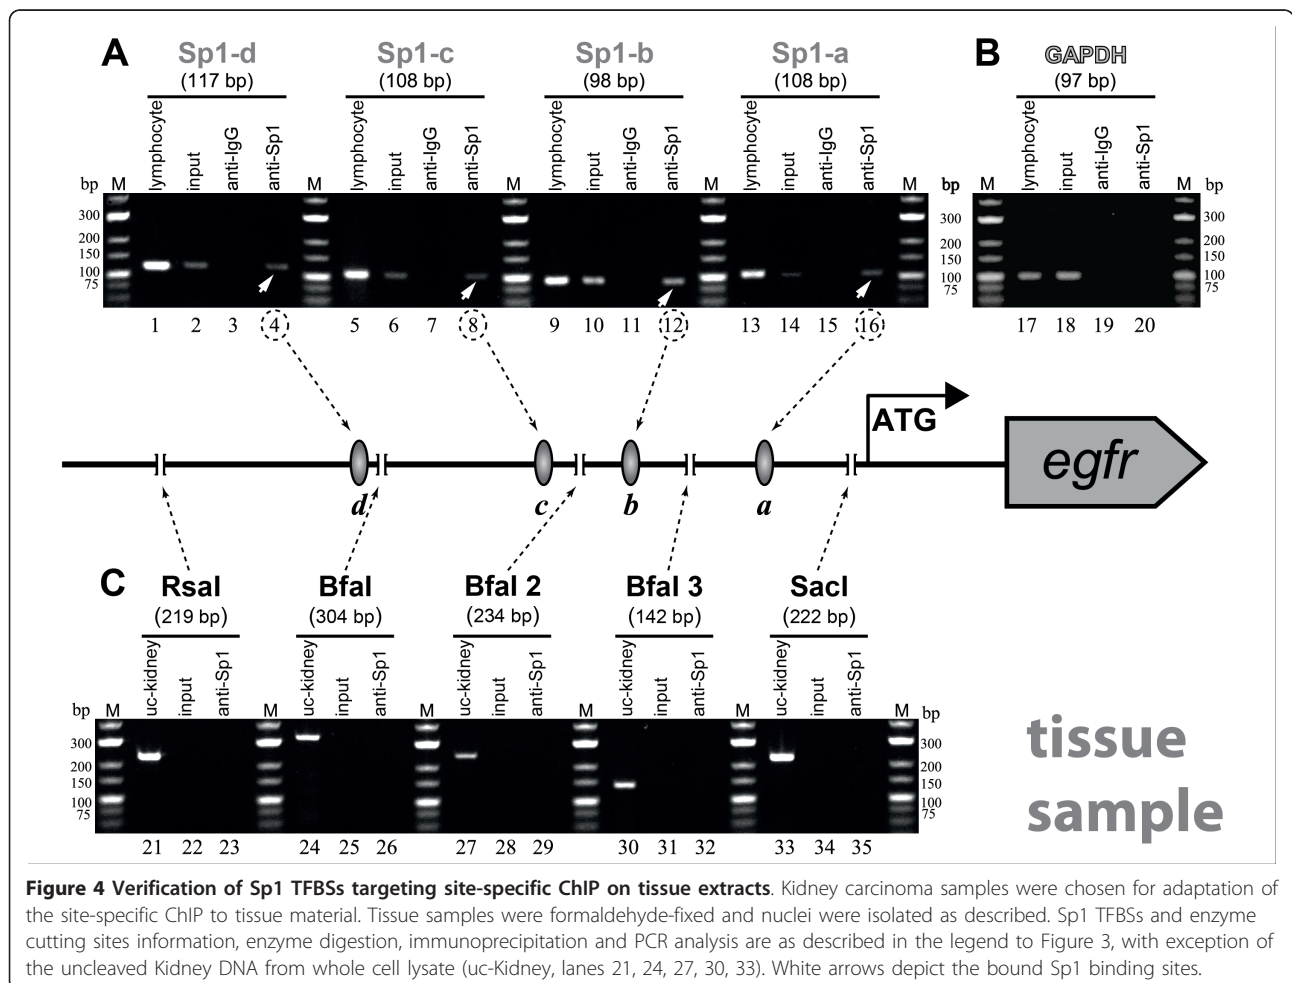 A Sp1-d Sp1-c Sp1-b Sp1-a B GAPDH
(117 bp) (108 bp) (98 bp) (108 bp) (97 bp)
bp M lymphocyte input anti-IgG anti-Sp1 M lymphocyte input anti-IgG anti-Sp1 M lymphocyte input anti-IgG anti-Sp1 M lymphocyte input anti-IgG anti-Sp1 M bp M lymphocyte input anti-IgG anti-Sp1 M bp
300 300 300
200 200 200
150 150 150
100 100 100
75 75 75
1 2 3 4 5 6 7 8 9 10 11 12 13 14 15 16 17 18 19 20
ATG
egfr
d c b a
C RsaI BfaI BfaI 2 BfaI 3 SacI
(219 bp) (304 bp) (234 bp) (142 bp) (222 bp)
bp M uc-kidney input anti-Sp1 M uc-kidney input anti-Sp1 M uc-kidney input anti-Sp1 M uc-kidney input anti-Sp1 M uc-kidney input anti-Sp1 M bp
300 300
200 200
150 150
100 100
75 75
21 22 23 24 25 26 27 28 29 30 31 32 33 34 35
tissue
sample
Figure 4 Verification of Sp1 TFBSs targeting site-specific ChIP on tissue extracts. Kidney carcinoma samples were chosen for adaptation of
the site-specific ChIP to tissue material. Tissue samples were formaldehyde-fixed and nuclei were isolated as described. Sp1 TFBSs and enzyme
cutting sites information, enzyme digestion, immunoprecipitation and PCR analysis are as described in the legend to Figure 3, with exception of
the uncleaved Kidney DNA from whole cell lysate (uc-Kidney, lanes 21, 24, 27, 30, 33). White arrows depict the bound Sp1 binding sites.